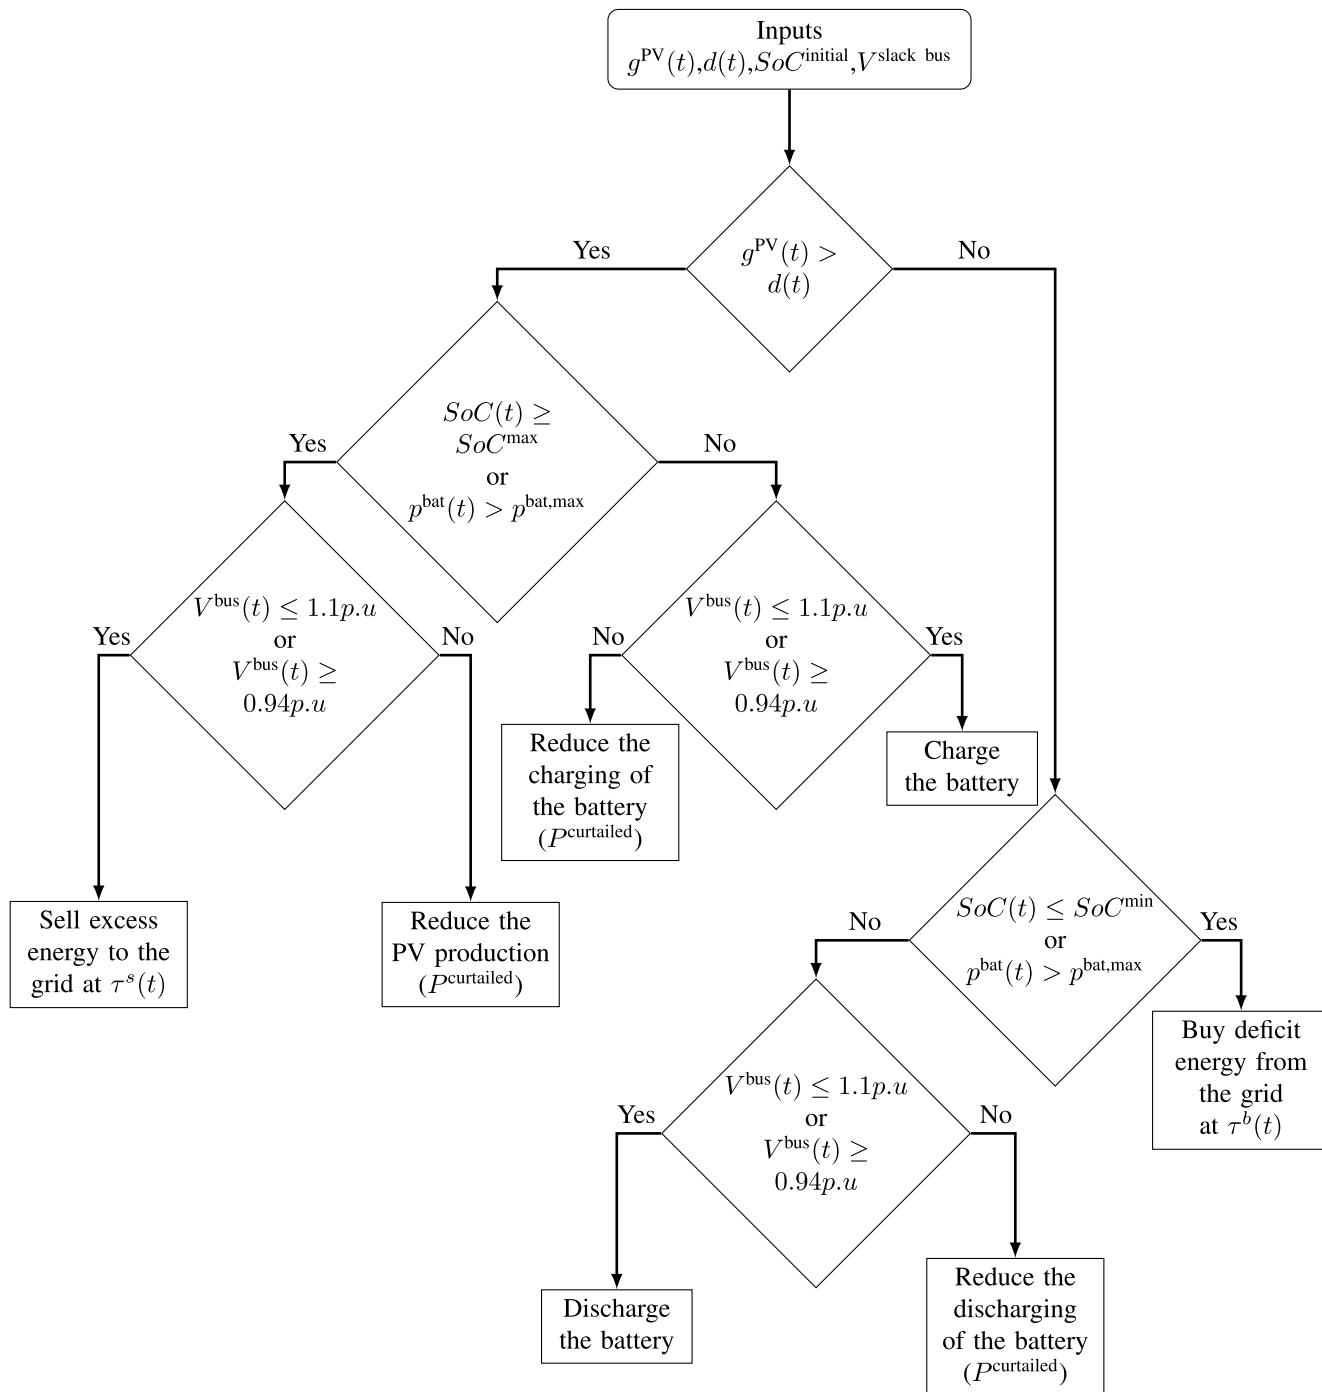 Inputs
g^PV(t),d(t),SoC^initial,V^slack bus
g^PV(t) >
d(t)
Yes
No
SoC(t) ≥
SoC^max
or
p^bat(t) > p^bat,max
Yes
No
V^bus(t) ≤ 1.1p.u
or
V^bus(t) ≥
0.94p.u
Yes
No
V^bus(t) ≤ 1.1p.u
or
V^bus(t) ≥
0.94p.u
No
Yes
Reduce the
charging of
the battery
(P^curtailed)
Charge
the battery
Sell excess
energy to the
grid at τ^s(t)
Reduce the
PV production
(P^curtailed)
SoC(t) ≤ SoC^min
or
p^bat(t) > p^bat,max
No
Yes
Buy deficit
energy from
the grid
at τ^b(t)
V^bus(t) ≤ 1.1p.u
or
V^bus(t) ≥
0.94p.u
Yes
No
Discharge
the battery
Reduce the
discharging
of the battery
(P^curtailed)